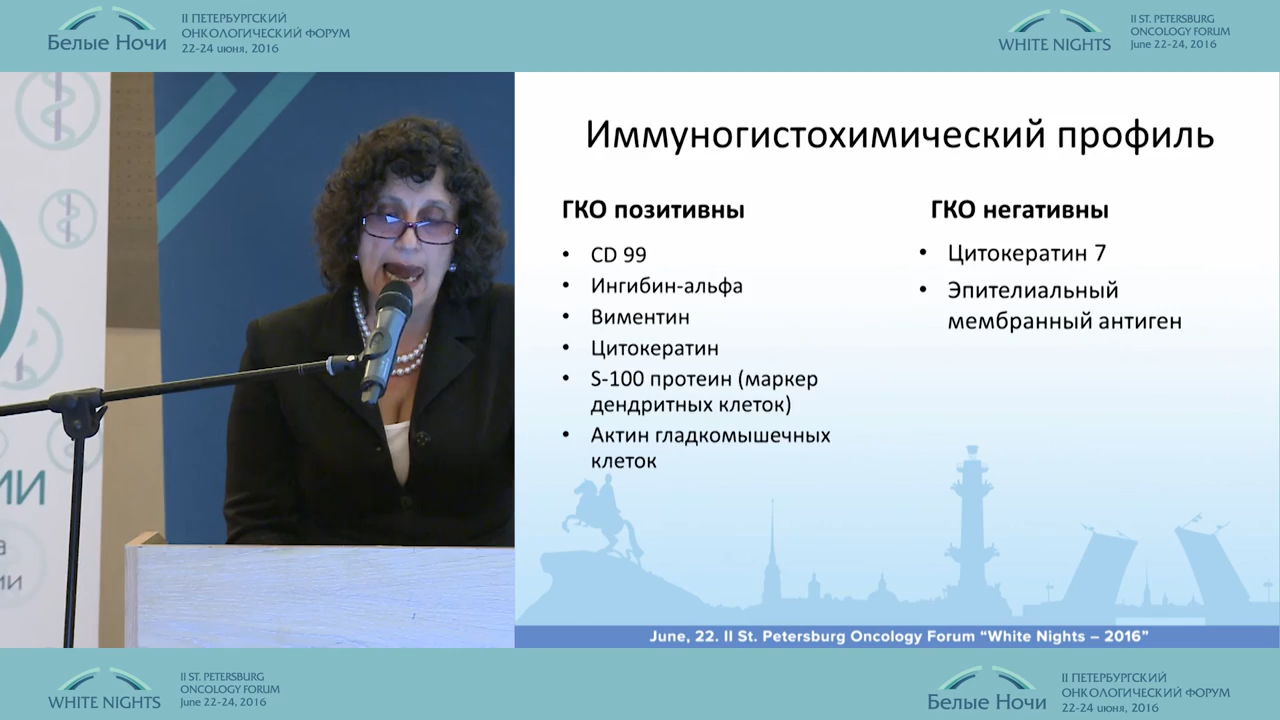 Белые Ночи
II ПЕТЕРБУРГСКИЙ
ОНКОЛОГИЧЕСКИЙ ФОРУМ
22-24 июня, 2016
WHITE NIGHTS
II ST. PETERSBURG
ONCOLOGY FORUM
June 22-24, 2016
Иммуногистохимический профиль
ГКО позитивны
• CD 99
• Ингибин-альфа
• Виментин
• Цитокератин
• S-100 протеин (маркер
дендритных клеток)
• Актин гладкомышечных
клеток
ГКО негативны
• Цитокератин 7
• Эпителиальный
мембранный антиген
June, 22. II St. Petersburg Oncology Forum “White Nights – 2016”
WHITE NIGHTS
II ST. PETERSBURG
ONCOLOGY FORUM
June 22-24, 2016
Белые Ночи
II ПЕТЕРБУРГСКИЙ
ОНКОЛОГИЧЕСКИЙ ФОРУМ
22-24 июня, 2016